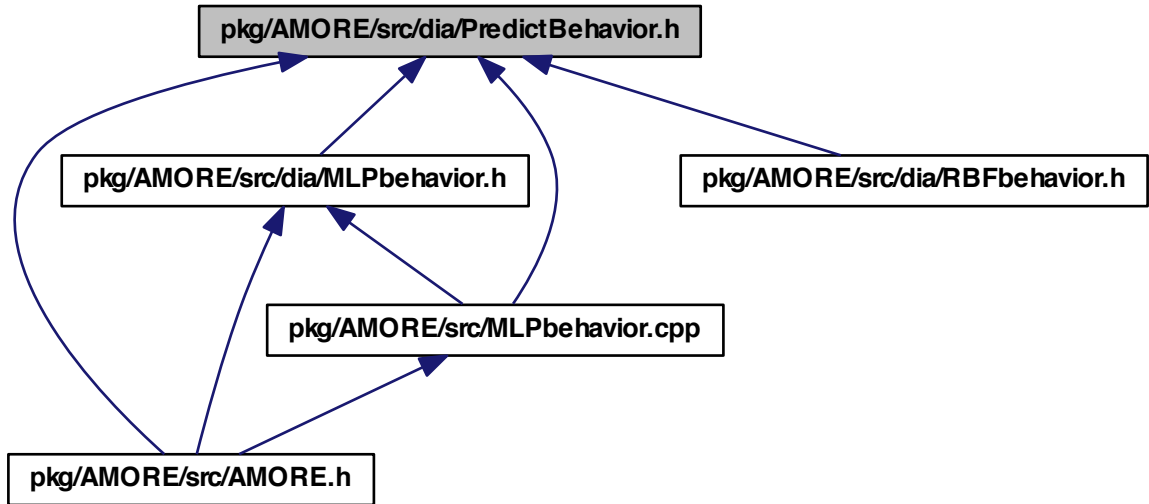 pkg/AMORE/src/dia/PredictBehavior.h
pkg/AMORE/src/dia/MLPbehavior.h
pkg/AMORE/src/dia/RBFbehavior.h
pkg/AMORE/src/MLPbehavior.cpp
pkg/AMORE/src/AMORE.h